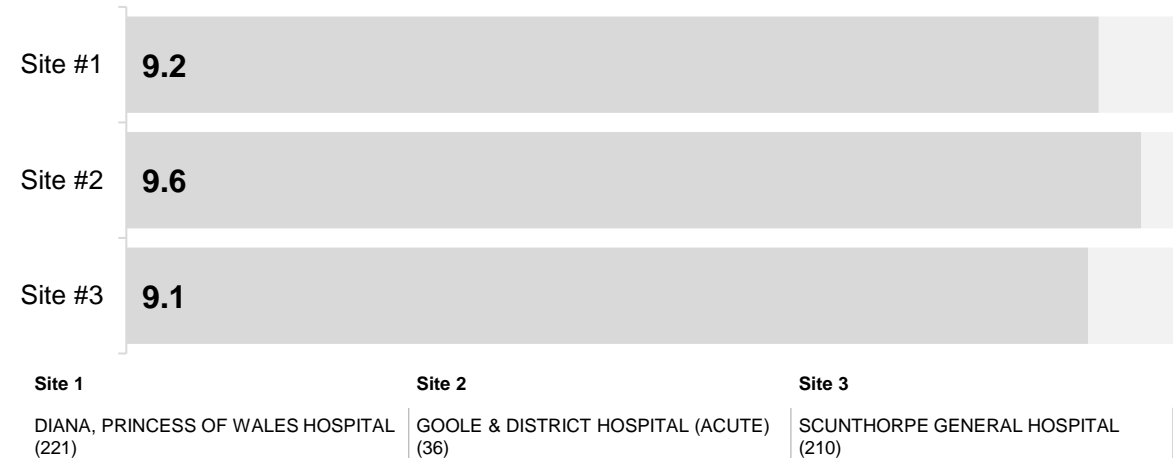 Site #1
9.2
Site #2
9.6
Site #3
9.1
Site 1
Site 2
Site 3
DIANA, PRINCESS OF WALES HOSPITAL
(221)
GOOLE & DISTRICT HOSPITAL (ACUTE)
(36)
SCUNTHORPE GENERAL HOSPITAL
(210)